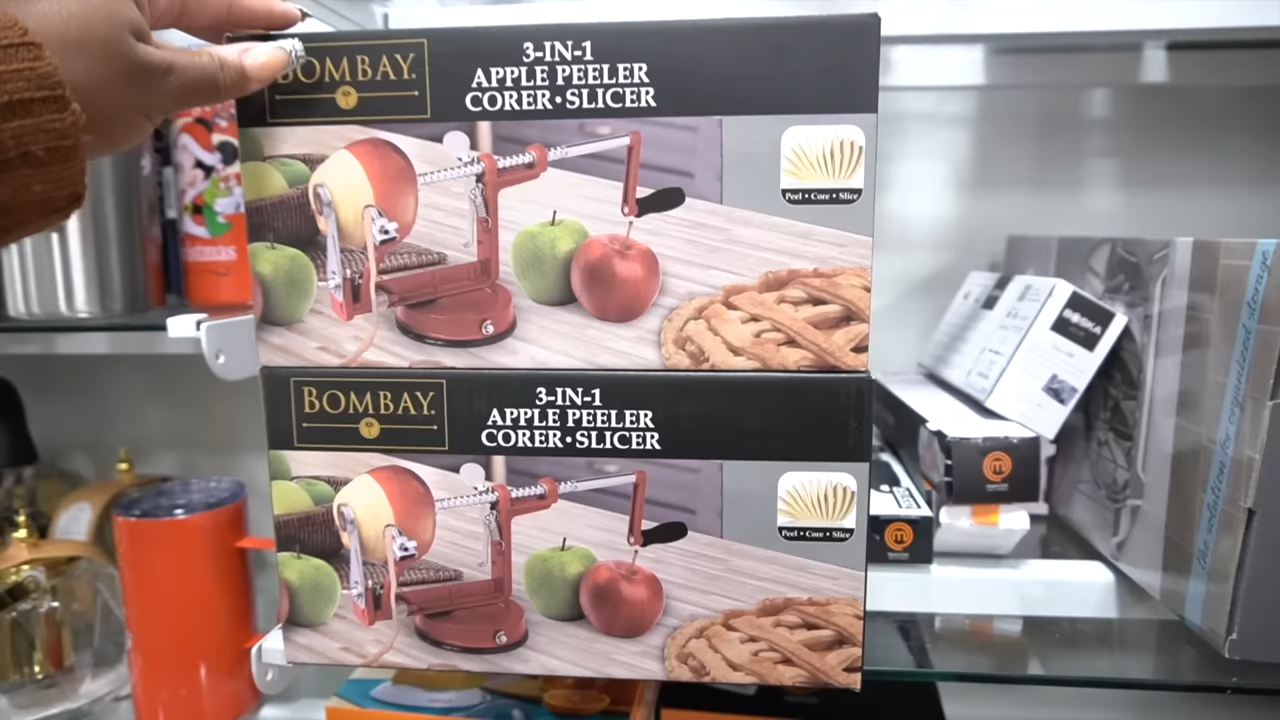 BOMBAY.
3-IN-1
APPLE PEELER
CORER•SLICER
Peel • Core • Slice
BOMBAY.
3-IN-1
APPLE PEELER
CORER•SLICER
Peel • Core • Slice
BOSKA
the solution for organized storage